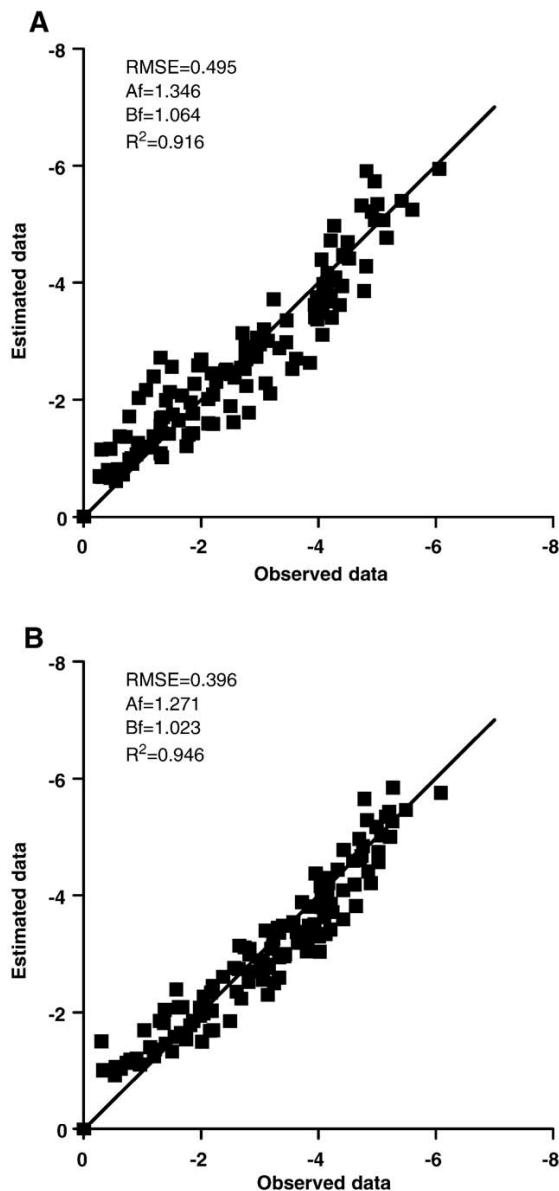 A
-8
RMSE=0.495
Af=1.346
Bf=1.064
R²=0.916
-6
-4
-2
0
Estimated data
0 -2 -4 -6 -8
Observed data
B
-8
RMSE=0.396
Af=1.271
Bf=1.023
R²=0.946
-6
-4
-2
0
Estimated data
0 -2 -4 -6 -8
Observed data